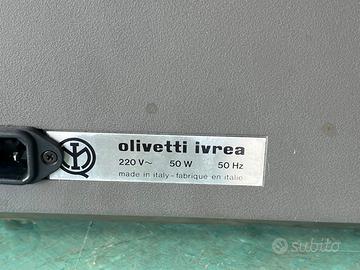 olivetti ivrea
220 V~ 50 W 50 Hz
made in italy - fabrique en italie
subito